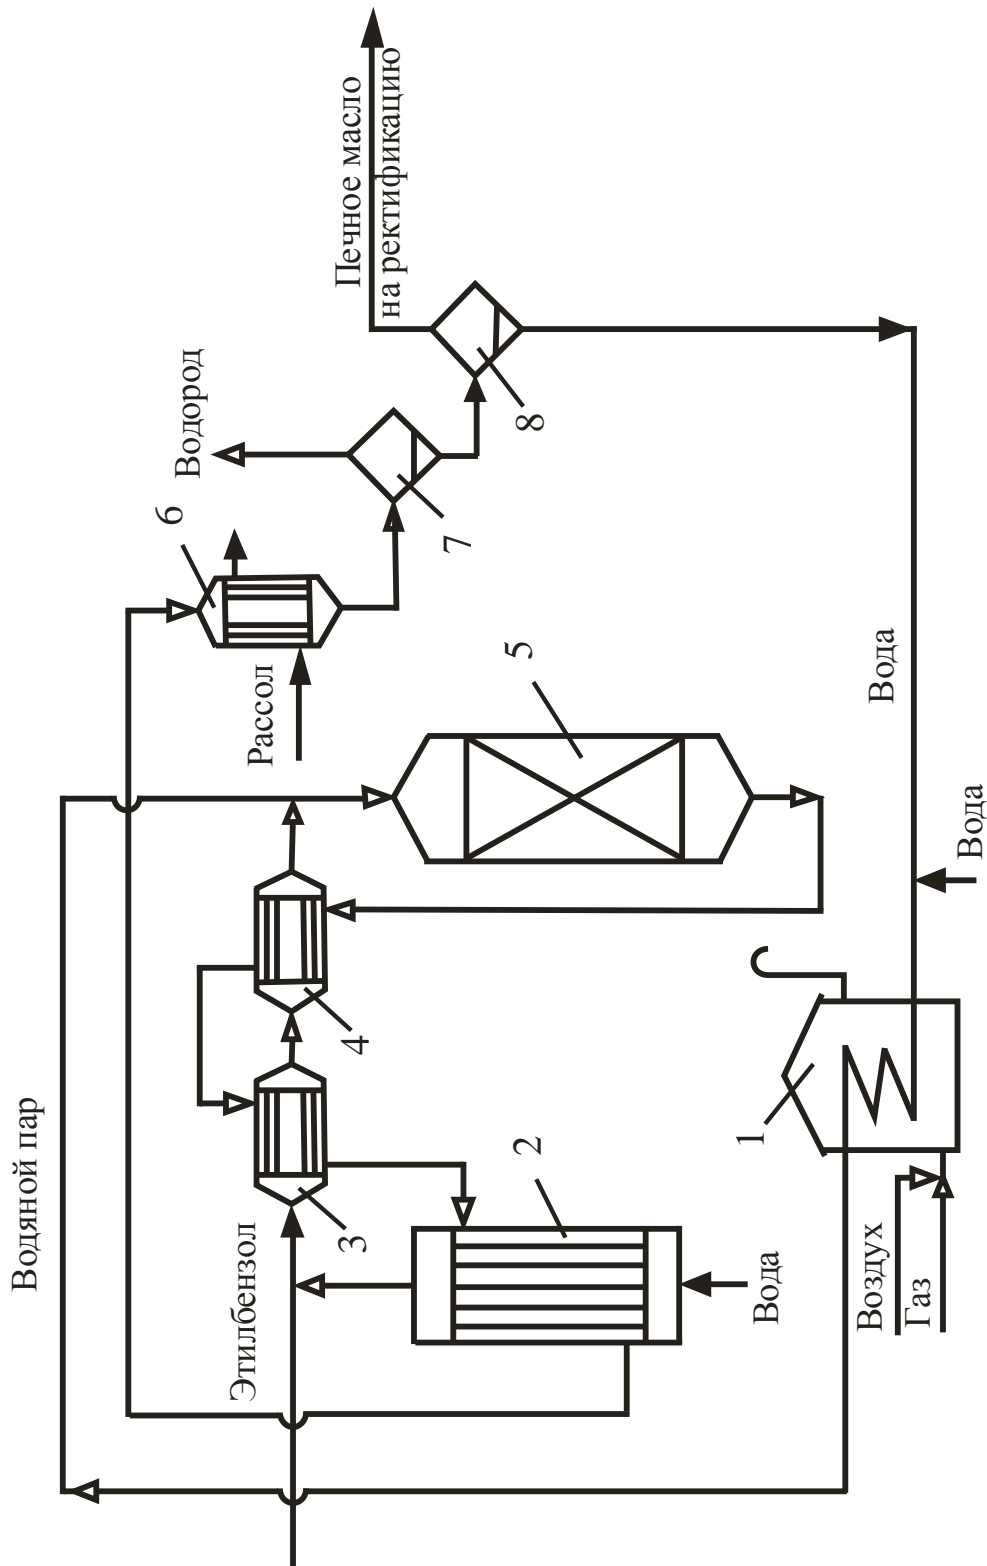 Водяной пар
Этилбензол
3
4
2
Вода
1
Воздух
Газ
5
Рассол
6
Водород
7
8
Печное масло
на ректификацию
Вода
Вода